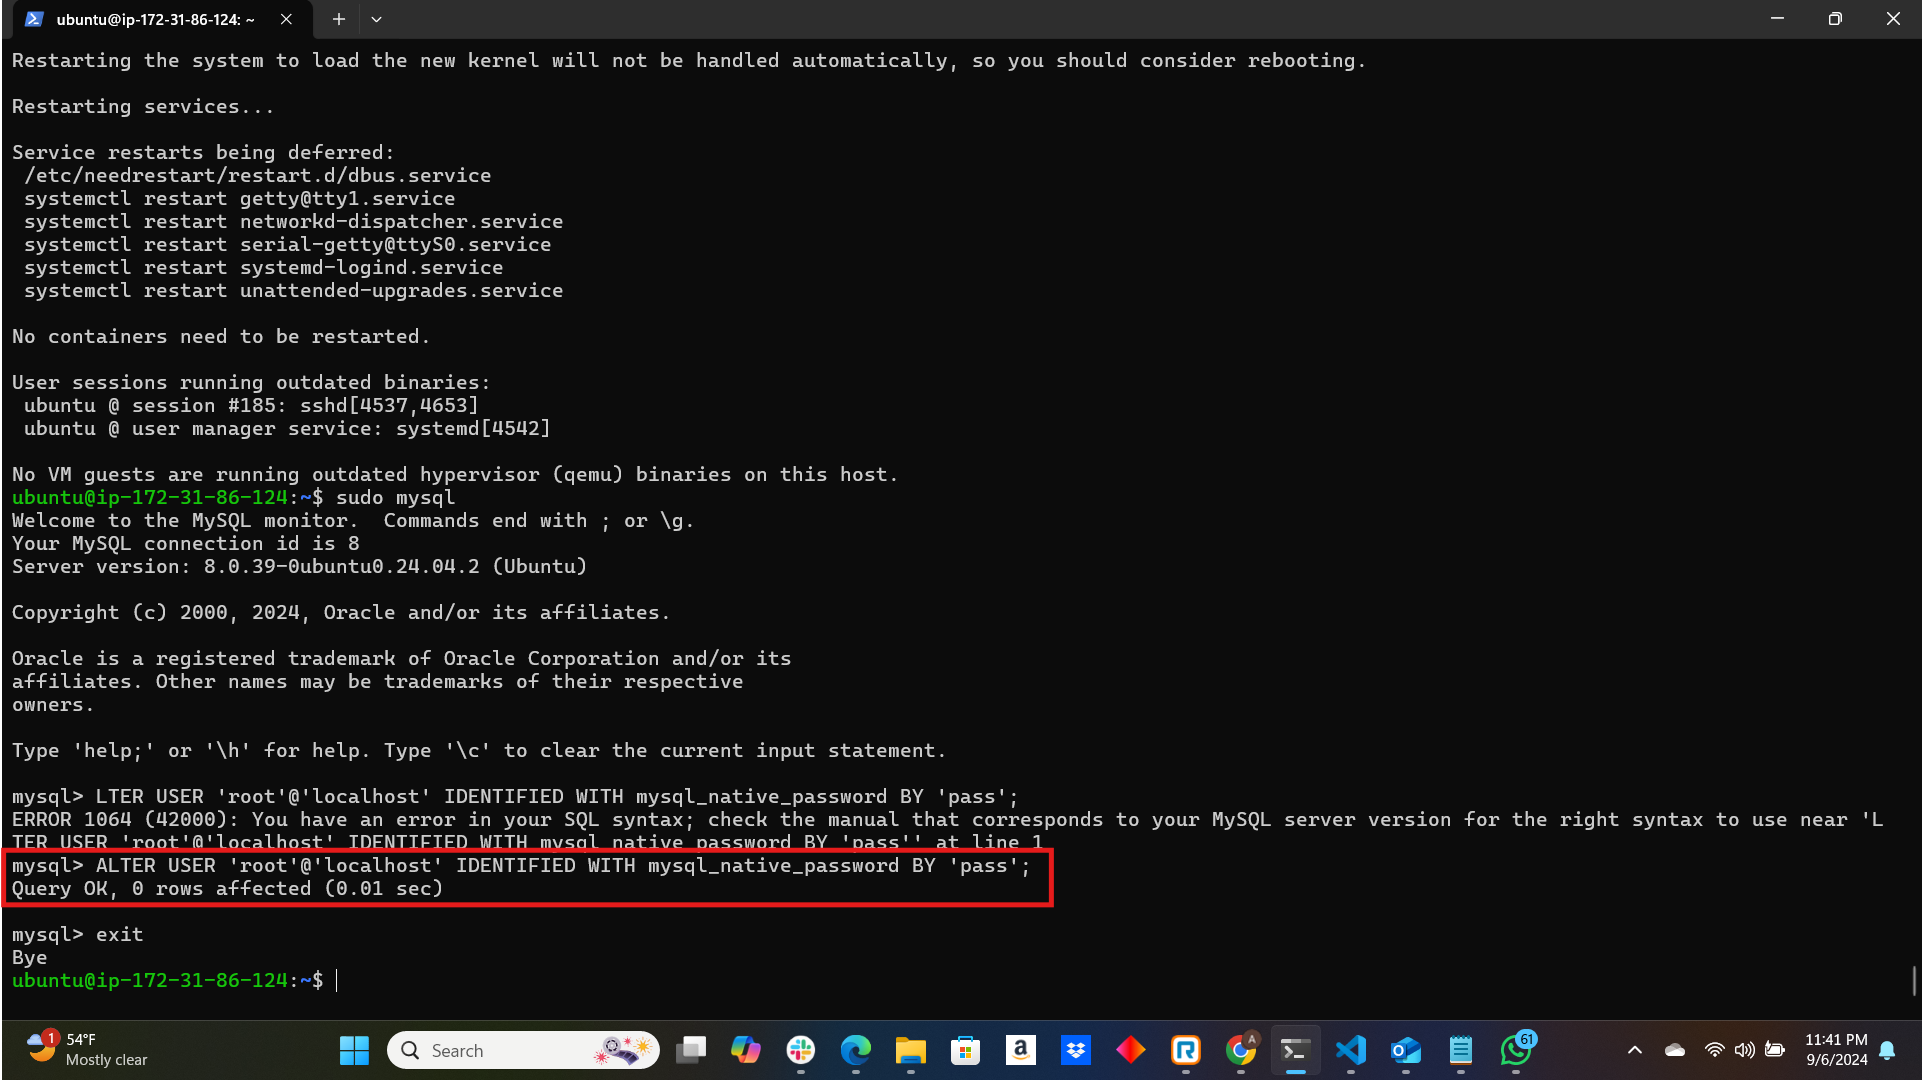 ubuntu@ip-172-31-86-124: ~
Restarting the system to load the new kernel will not be handled automatically, so you should consider rebooting.
Restarting services...
Service restarts being deferred:
/etc/needrestart/restart.d/dbus.service
systemctl restart getty@tty1.service
systemctl restart networkd-dispatcher.service
systemctl restart serial-getty@ttyS0.service
systemctl restart systemd-logind.service
systemctl restart unattended-upgrades.service
No containers need to be restarted.
User sessions running outdated binaries:
ubuntu @ session #185: sshd[4537,4653]
ubuntu @ user manager service: systemd[4542]
No VM guests are running outdated hypervisor (qemu) binaries on this host.
ubuntu@ip-172-31-86-124:~$ sudo mysql
Welcome to the MySQL monitor.  Commands end with ; or \g.
Your MySQL connection id is 8
Server version: 8.0.39-0ubuntu0.24.04.2 (Ubuntu)
Copyright (c) 2000, 2024, Oracle and/or its affiliates.
Oracle is a registered trademark of Oracle Corporation and/or its
affiliates. Other names may be trademarks of their respective
owners.
Type 'help;' or '\h' for help. Type '\c' to clear the current input statement.
mysql> LTER USER 'root'@'localhost' IDENTIFIED WITH mysql_native_password BY 'pass';
ERROR 1064 (42000): You have an error in your SQL syntax; check the manual that corresponds to your MySQL server version for the right syntax to use near 'L
TER USER 'root'@'localhost' IDENTIFIED WITH mysql_native_password BY 'pass'' at line 1
mysql> ALTER USER 'root'@'localhost' IDENTIFIED WITH mysql_native_password BY 'pass';
Query OK, 0 rows affected (0.01 sec)
mysql> exit
Bye
ubuntu@ip-172-31-86-124:~$
1
54°F
Mostly clear
Search
a
A
61
11:41 PM
9/6/2024